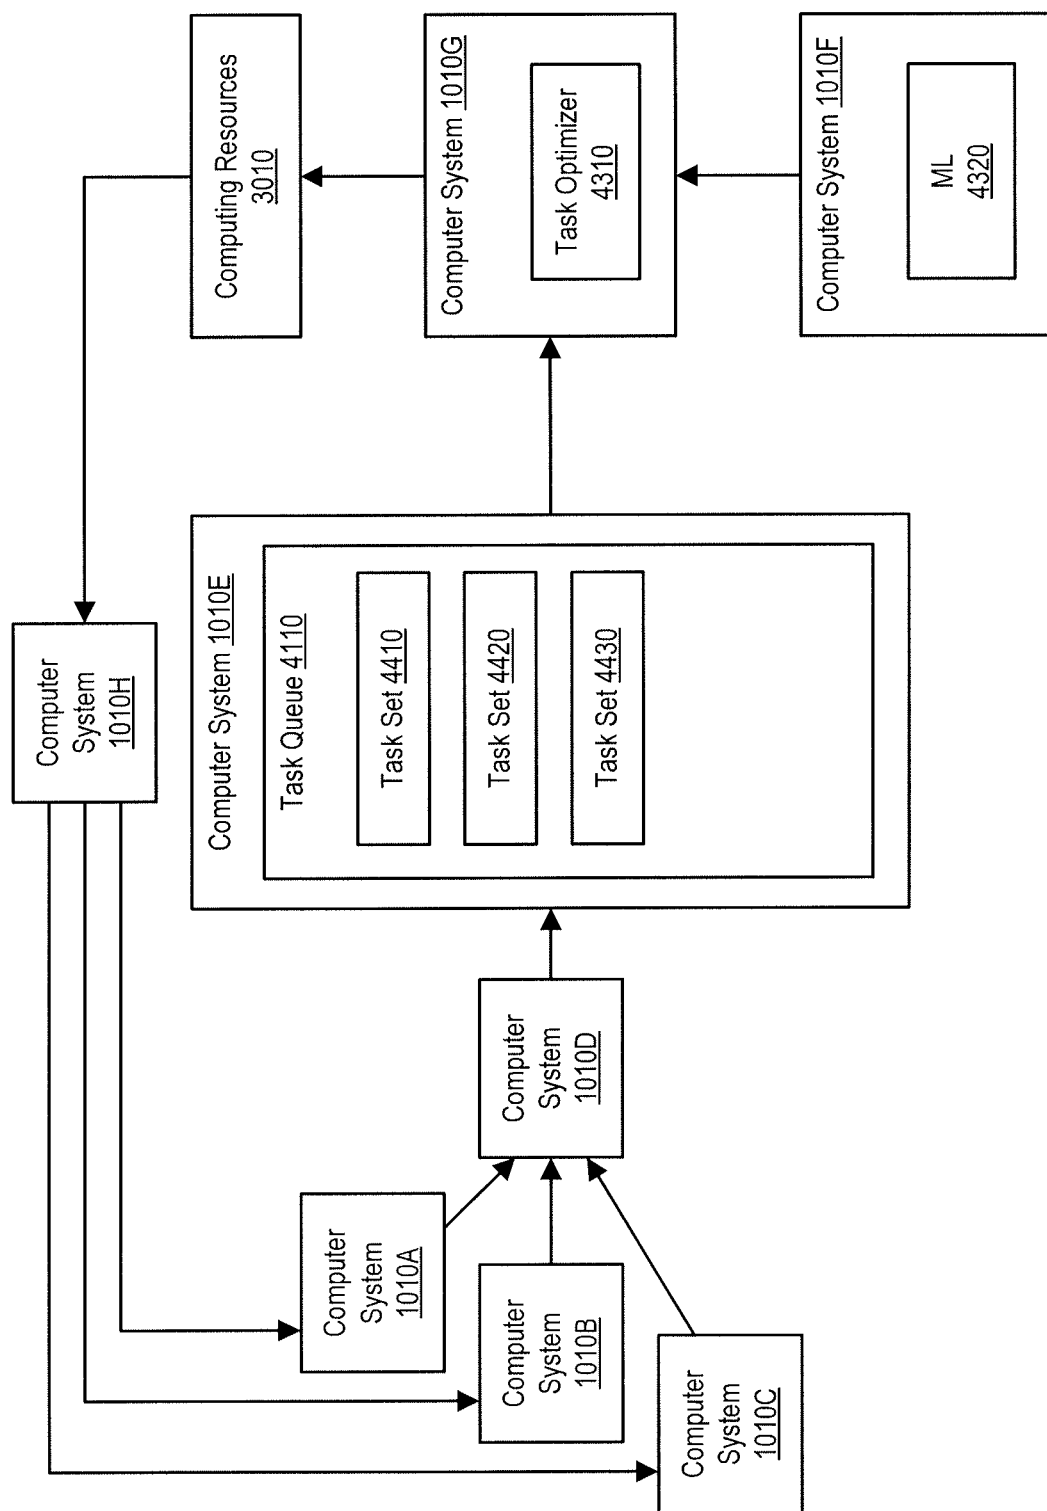 Computer
System
1010H
Computing Resources
3010
Computer System 1010E
Task Queue 4110
Task Set 4410
Task Set 4420
Task Set 4430
Computer System 1010G
Task Optimizer
4310
Computer System 1010F
ML
4320
Computer
System
1010A
Computer
System
1010B
Computer
System
1010C
Computer
System
1010D